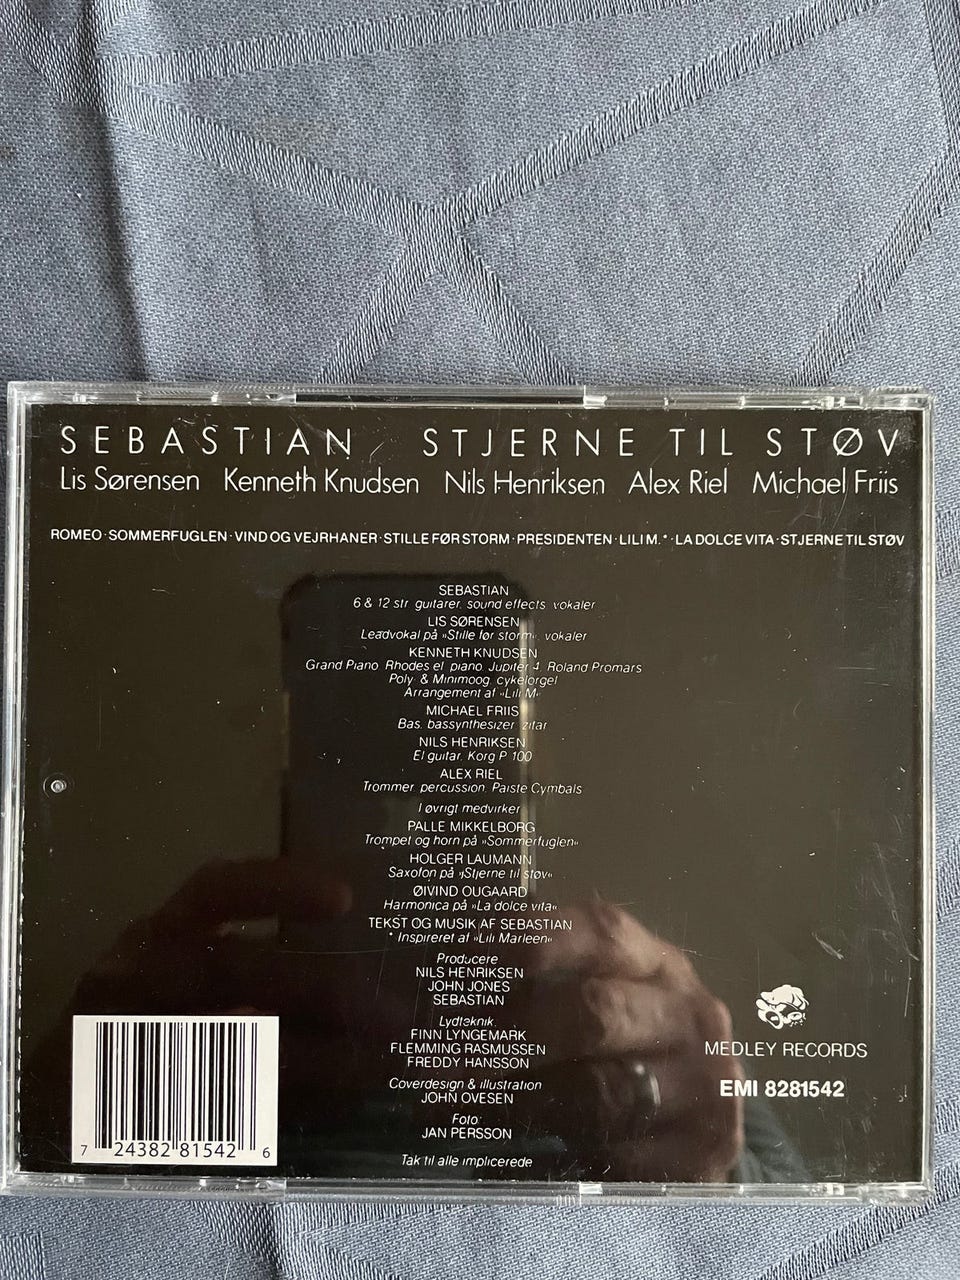 SEBASTIAN STJERNE TIL STØV
Lis Sørensen Kenneth Knudsen Nils Henriksen Alex Riel Michael Friis
ROMEO · SOMMERFUGLEN · VIND OG VEJRHANER · STILLE FØR STORM · PRESIDENTEN · LILI M.* · LA DOLCE VITA · STJERNE TIL STØV
SEBASTIAN
6 & 12 str. guitarer, sound effects, vokaler
LIS SØRENSEN
Leadvokal på »Stille før storm«, vokaler
KENNETH KNUDSEN
Grand Piano, Rhodes el. piano, Jupiter 4, Roland Promars
Poly- & Minimoog, cykelorgel
Arrangement af »Lili M«
MICHAEL FRIIS
Bas, bassynthesizer, zitar
NILS HENRIKSEN
El guitar, Korg P 100
ALEX RIEL
Trommer, percussion, Paiste Cymbals
I øvrigt medvirker
PALLE MIKKELBORG
Trompet og horn på »Sommerfuglen«
HOLGER LAUMANN
Saxofon på »Stjerne til støv«
ØIVIND OUGAARD
Harmonica på »La dolce vita«
TEKST OG MUSIK AF SEBASTIAN
* Inspireret af »Lili Marleen«
Producere
NILS HENRIKSEN
JOHN JONES
SEBASTIAN
Lydteknik:
FINN LYNGEMARK
FLEMMING RASMUSSEN
FREDDY HANSSON
Coverdesign & illustration
JOHN OVESEN
Foto:
JAN PERSSON
Tak til alle implicerede
MEDLEY RECORDS
EMI 8281542
7 24382 81542 6